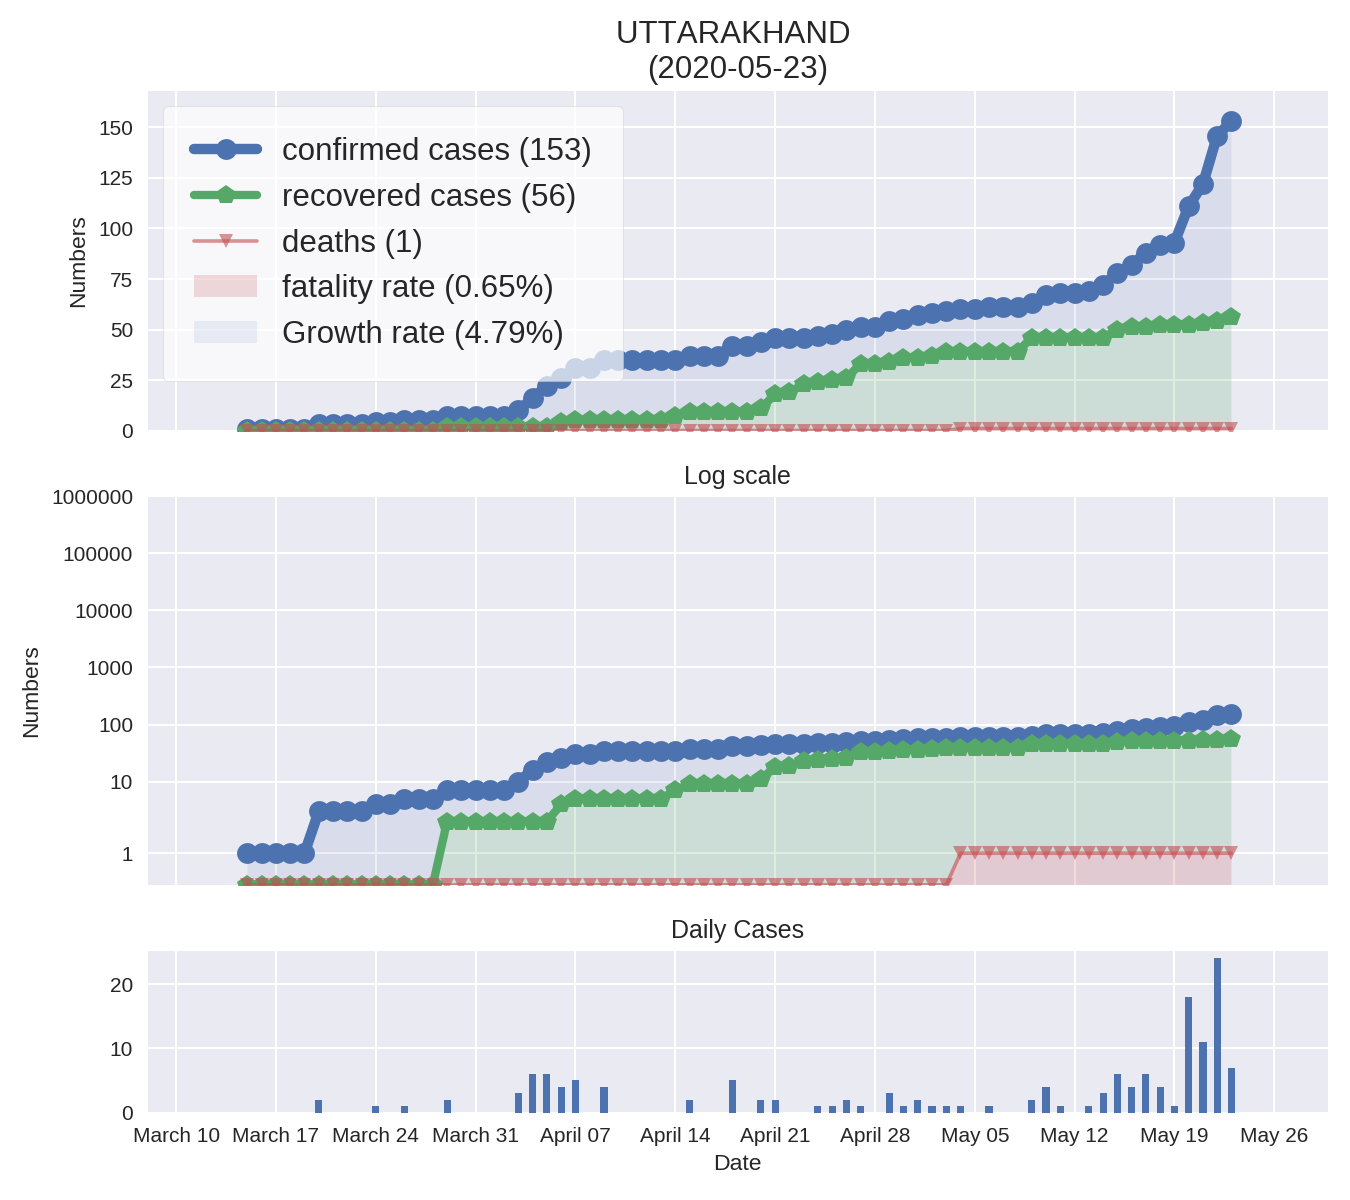 UTTARAKHAND
(2020-05-23)
confirmed cases (153)
recovered cases (56)
deaths (1)
fatality rate (0.65%)
Growth rate (4.79%)
Numbers
150
125
100
75
50
25
0
Log scale
Numbers
1000000
100000
10000
1000
100
10
1
Daily Cases
20
10
0
March 10 March 17 March 24 March 31 April 07 April 14 April 21 April 28 May 05 May 12 May 19 May 26
Date